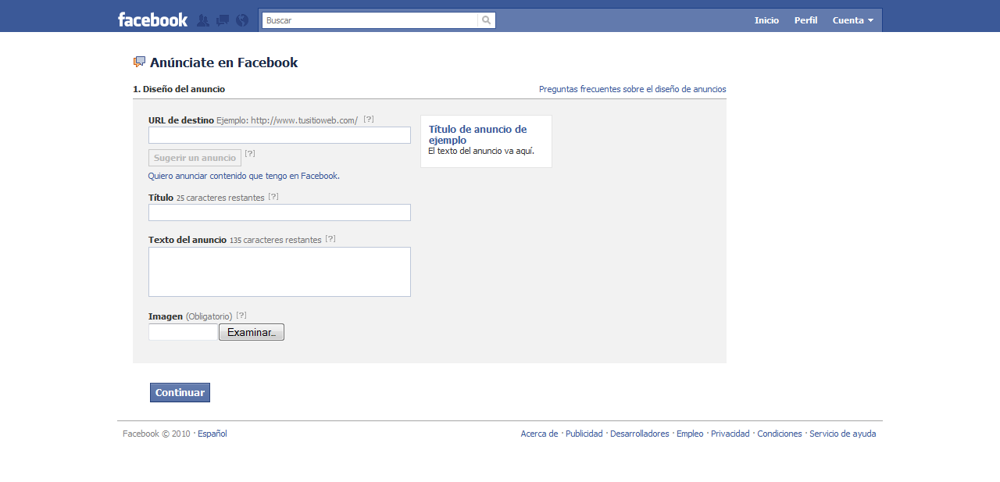 facebook
Buscar
Inicio Perfil Cuenta
Anúnciate en Facebook
1. Diseño del anuncio
Preguntas frecuentes sobre el diseño de anuncios
URL de destino Ejemplo: http://www.tusitioweb.com/ [?]
Sugerir un anuncio [?]
Quiero anunciar contenido que tengo en Facebook.
Título 25 caracteres restantes [?]
Texto del anuncio 135 caracteres restantes [?]
Imagen (Obligatorio) [?]
Examinar...
Título de anuncio de
ejemplo
El texto del anuncio va aquí.
Continuar
Facebook © 2010 · Español
Acerca de · Publicidad · Desarrolladores · Empleo · Privacidad · Condiciones · Servicio de ayuda